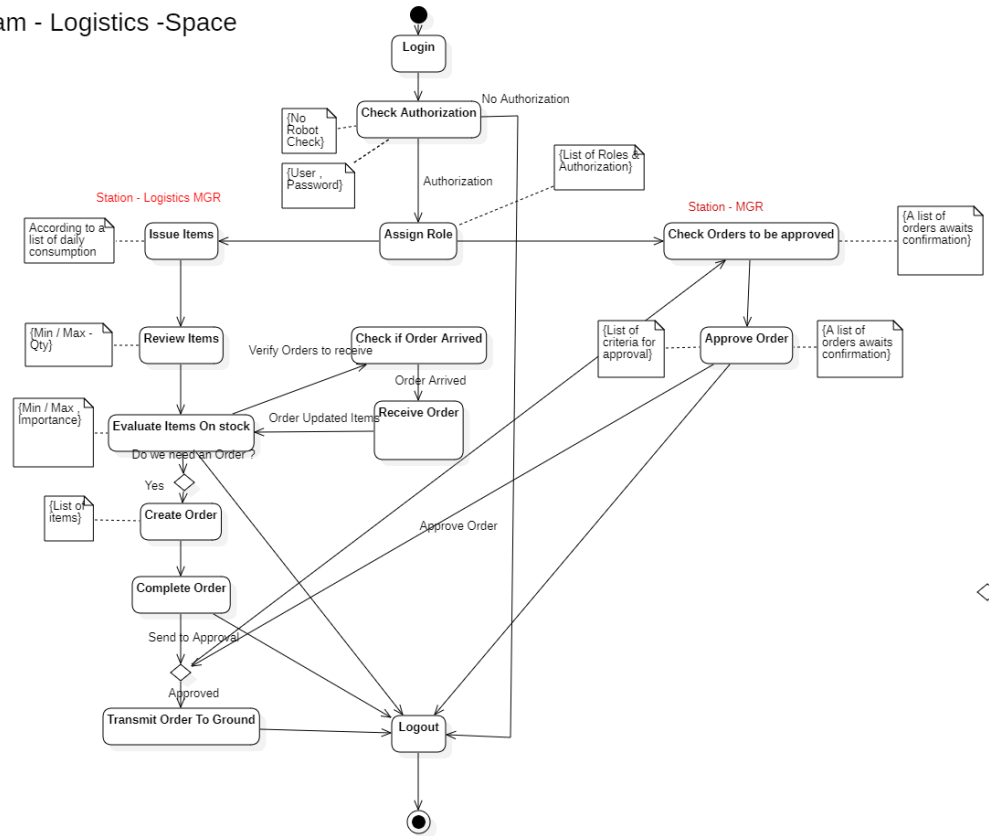 am - Logistics -Space
Login
No Authorization
Check Authorization
{No
Robot
Check}
{User ,
Password}
Authorization
{List of Roles &
Authorization}
Station - Logistics MGR
Station - MGR
According to a
list of daily
consumption
Issue Items
Assign Role
Check Orders to be approved
{A list of
orders awaits
confirmation}
{Min / Max -
Qty}
Review Items
Verify Orders to receive
Check if Order Arrived
{List of
criteria for
approval}
Approve Order
{A list of
orders awaits
confirmation}
Order Arrived
{Min / Max ,
Importance}
Evaluate Items On stock
Order Updated Items
Receive Order
Do we need an Order ?
Yes
{List of
items}
Create Order
Approve Order
Complete Order
Send to Approval
Approved
Transmit Order To Ground
Logout